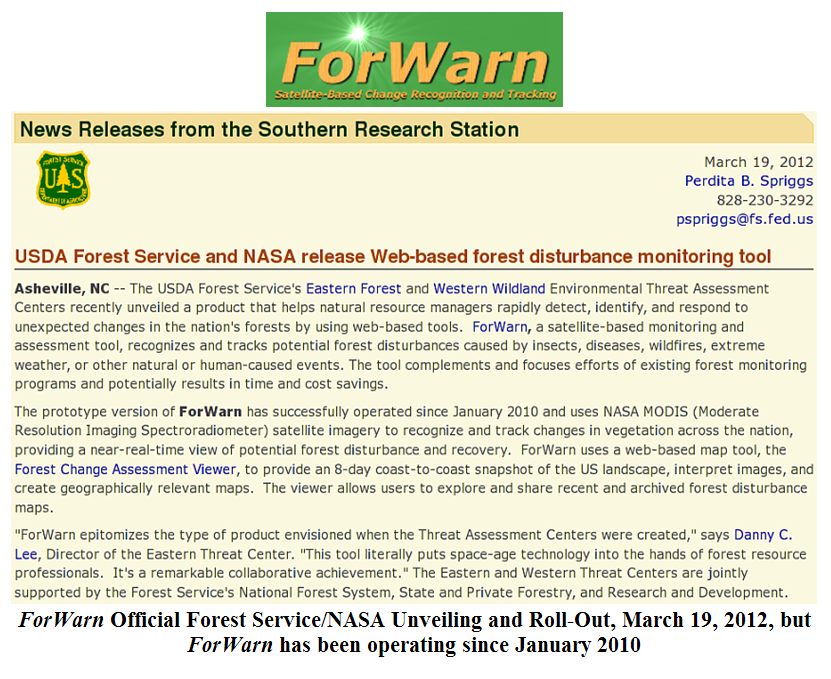 ForWarn
Satellite-Based Change Recognition and Tracking
News Releases from the Southern Research Station
FOREST SERVICE
U S
DEPARTMENT OF AGRICULTURE
March 19, 2012
Perdita B. Spriggs
828-230-3292
pspriggs@fs.fed.us
USDA Forest Service and NASA release Web-based forest disturbance monitoring tool
Asheville, NC -- The USDA Forest Service's Eastern Forest and Western Wildland Environmental Threat Assessment
Centers recently unveiled a product that helps natural resource managers rapidly detect, identify, and respond to
unexpected changes in the nation's forests by using web-based tools. ForWarn, a satellite-based monitoring and
assessment tool, recognizes and tracks potential forest disturbances caused by insects, diseases, wildfires, extreme
weather, or other natural or human-caused events. The tool complements and focuses efforts of existing forest monitoring
programs and potentially results in time and cost savings.
The prototype version of ForWarn has successfully operated since January 2010 and uses NASA MODIS (Moderate
Resolution Imaging Spectroradiometer) satellite imagery to recognize and track changes in vegetation across the nation,
providing a near-real-time view of potential forest disturbance and recovery. ForWarn uses a web-based map tool, the
Forest Change Assessment Viewer, to provide an 8-day coast-to-coast snapshot of the US landscape, interpret images, and
create geographically relevant maps. The viewer allows users to explore and share recent and archived forest disturbance
maps.
"ForWarn epitomizes the type of product envisioned when the Threat Assessment Centers were created," says Danny C.
Lee, Director of the Eastern Threat Center. "This tool literally puts space-age technology into the hands of forest resource
professionals. It's a remarkable collaborative achievement." The Eastern and Western Threat Centers are jointly
supported by the Forest Service's National Forest System, State and Private Forestry, and Research and Development.
ForWarn Official Forest Service/NASA Unveiling and Roll-Out, March 19, 2012, but
ForWarn has been operating since January 2010